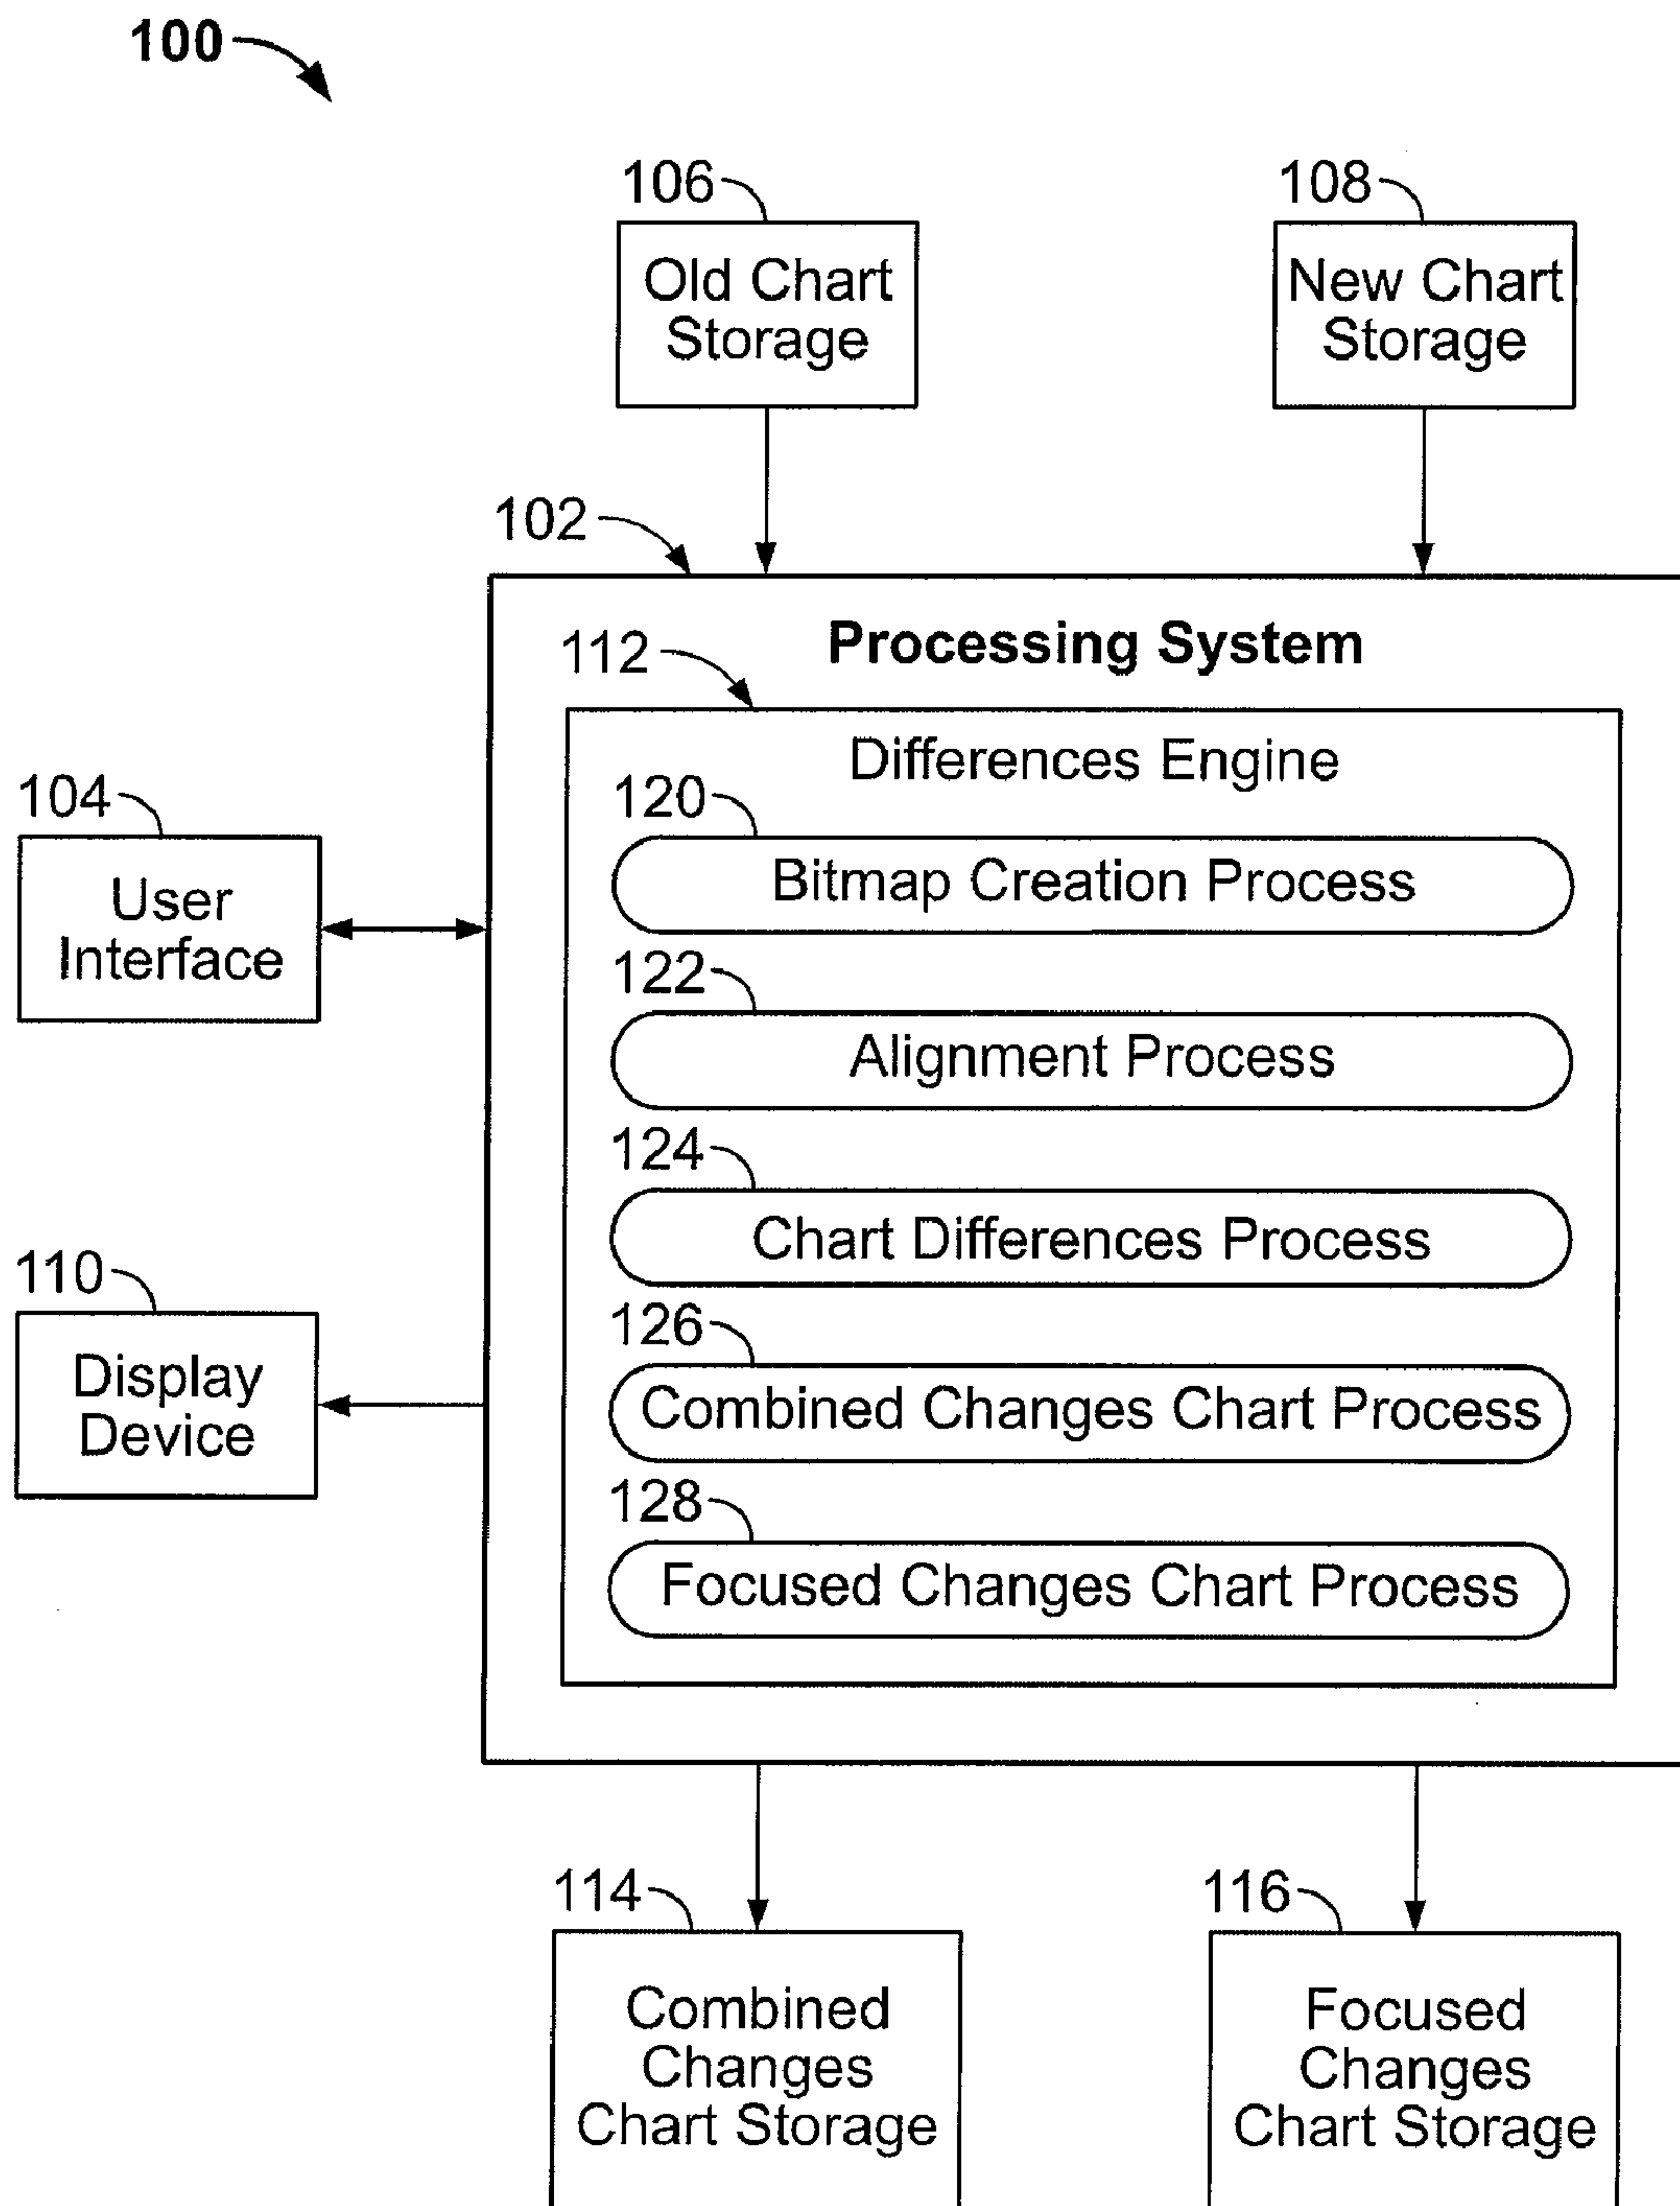 100
106
108
Old Chart
Storage
New Chart
Storage
102
Processing System
112
Differences Engine
104
User
Interface
120
Bitmap Creation Process
122
Alignment Process
124
Chart Differences Process
110
Display
Device
126
Combined Changes Chart Process
128
Focused Changes Chart Process
114
116
Combined
Changes
Chart Storage
Focused
Changes
Chart Storage